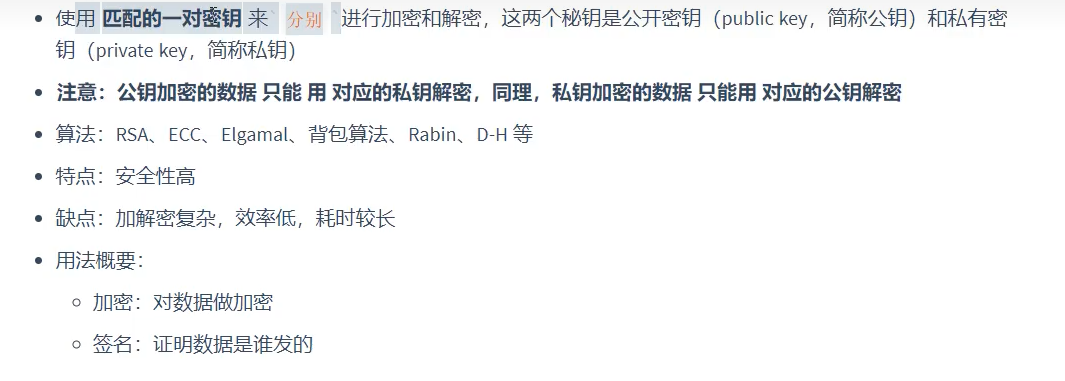 使用 匹配的一对密钥 来` 分别 `进行加密和解密，这两个秘钥是公开密钥（public key，简称公钥）和私有密
钥（private key，简称私钥）
注意：公钥加密的数据 只能 用 对应的私钥解密，同理，私钥加密的数据 只能用 对应的公钥解密
算法：RSA、ECC、Elgamal、背包算法、Rabin、D-H 等
特点：安全性高
缺点：加解密复杂，效率低，耗时较长
用法概要：
加密：对数据做加密
签名：证明数据是谁发的